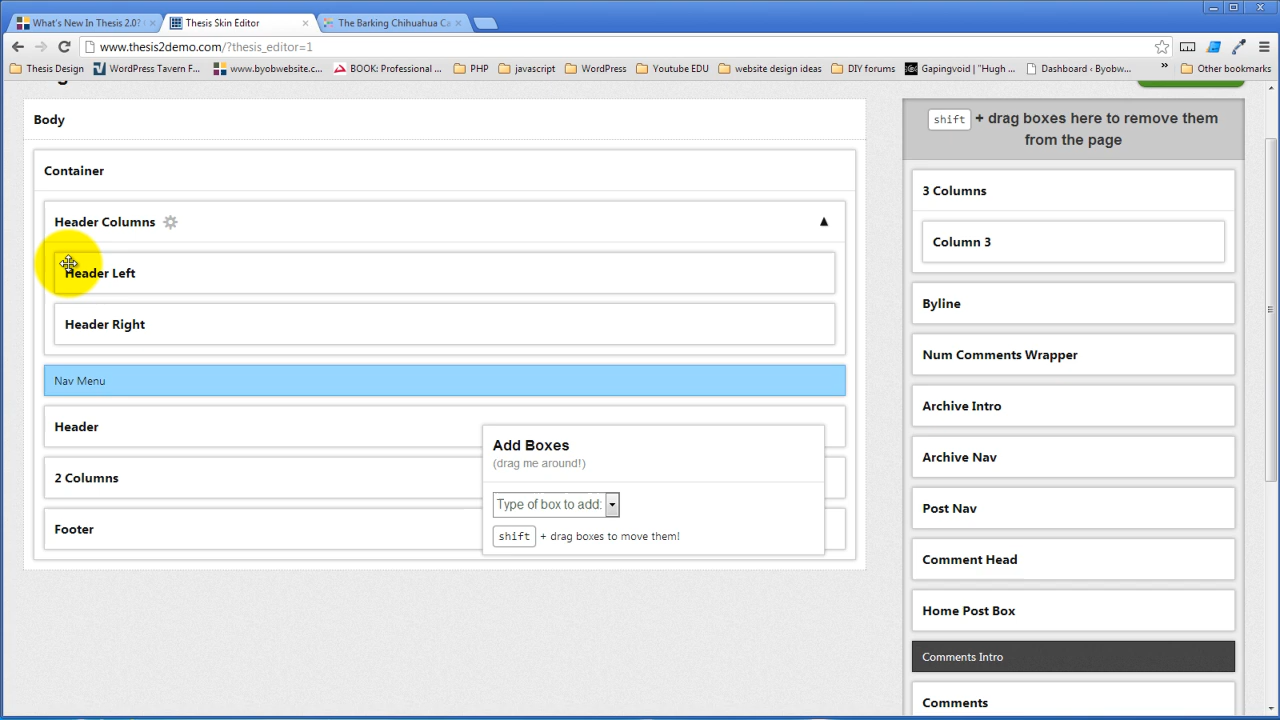 What's New In Thesis 2.0?
Thesis Skin Editor
The Barking Chihuahua Ca
www.thesis2demo.com/?thesis_editor=1
Thesis Design
WordPress Tavern F...
www.byobwebsite.c...
BOOK: Professional ...
PHP
javascript
WordPress
Youtube EDU
website design ideas
DIY forums
Gapingvoid | "Hugh ...
Dashboard ‹ Byobw...
»
Other bookmarks
Body
Container
Header Columns
Header Left
Header Right
Nav Menu
Header
2 Columns
Footer
Add Boxes
(drag me around!)
Type of box to add:
shift + drag boxes to move them!
shift + drag boxes here to remove them
from the page
3 Columns
Column 3
Byline
Num Comments Wrapper
Archive Intro
Archive Nav
Post Nav
Comment Head
Home Post Box
Comments Intro
Comments